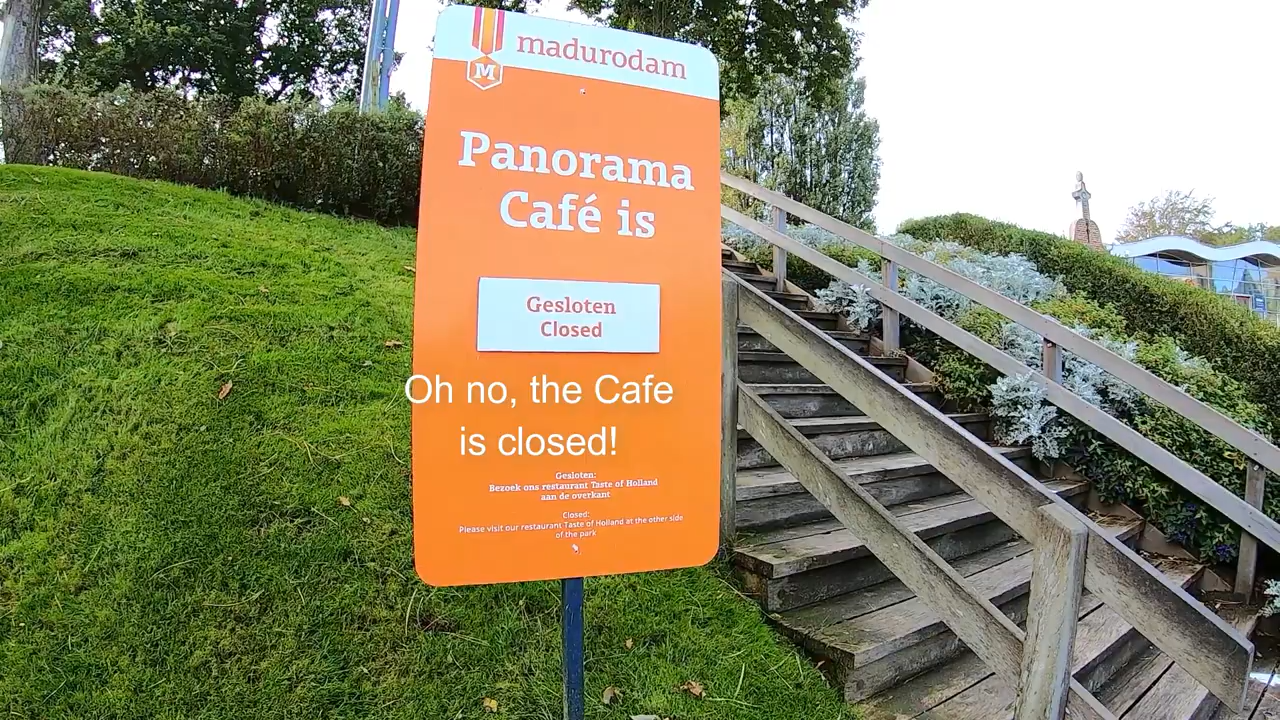 madurodam
M
Panorama
Café is
Gesloten
Closed
Oh no, the Cafe
is closed!
Gesloten:
Bezoek ons restaurant Taste of Holland
aan de overkant
Closed:
Please visit our restaurant Taste of Holland at the other side
of the park